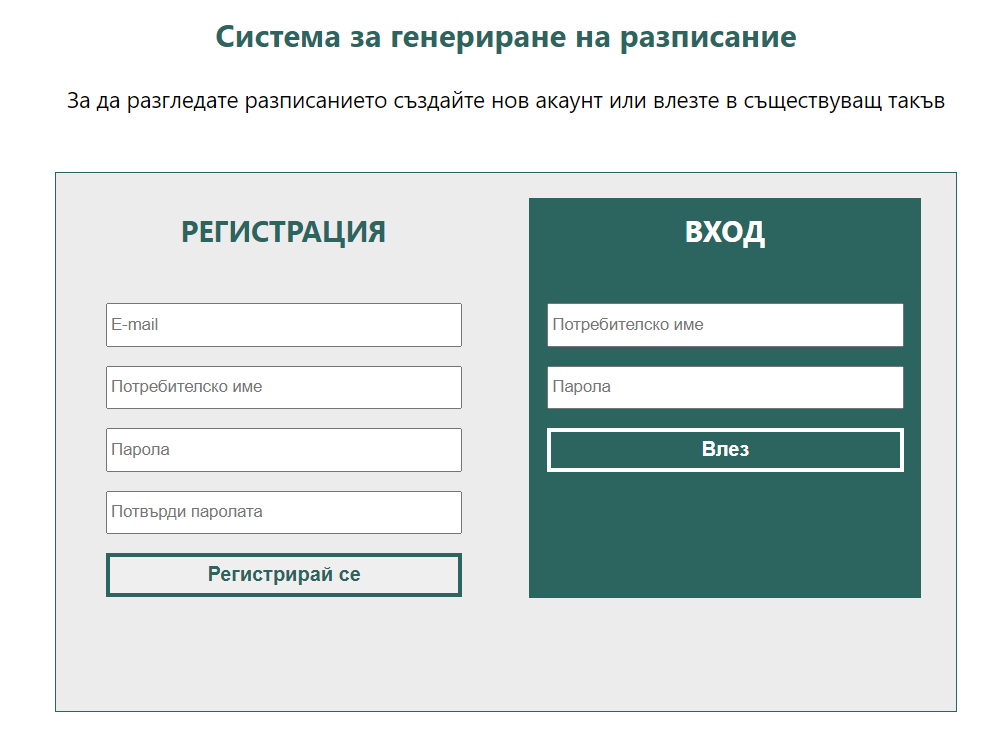 Система за генериране на разписание
За да разгледате разписанието създайте нов акаунт или влезте в съществуващ такъв
РЕГИСТРАЦИЯ
E-mail
Потребителско име
Парола
Потвърди паролата
Регистрирай се
ВХОД
Потребителско име
Парола
Влез